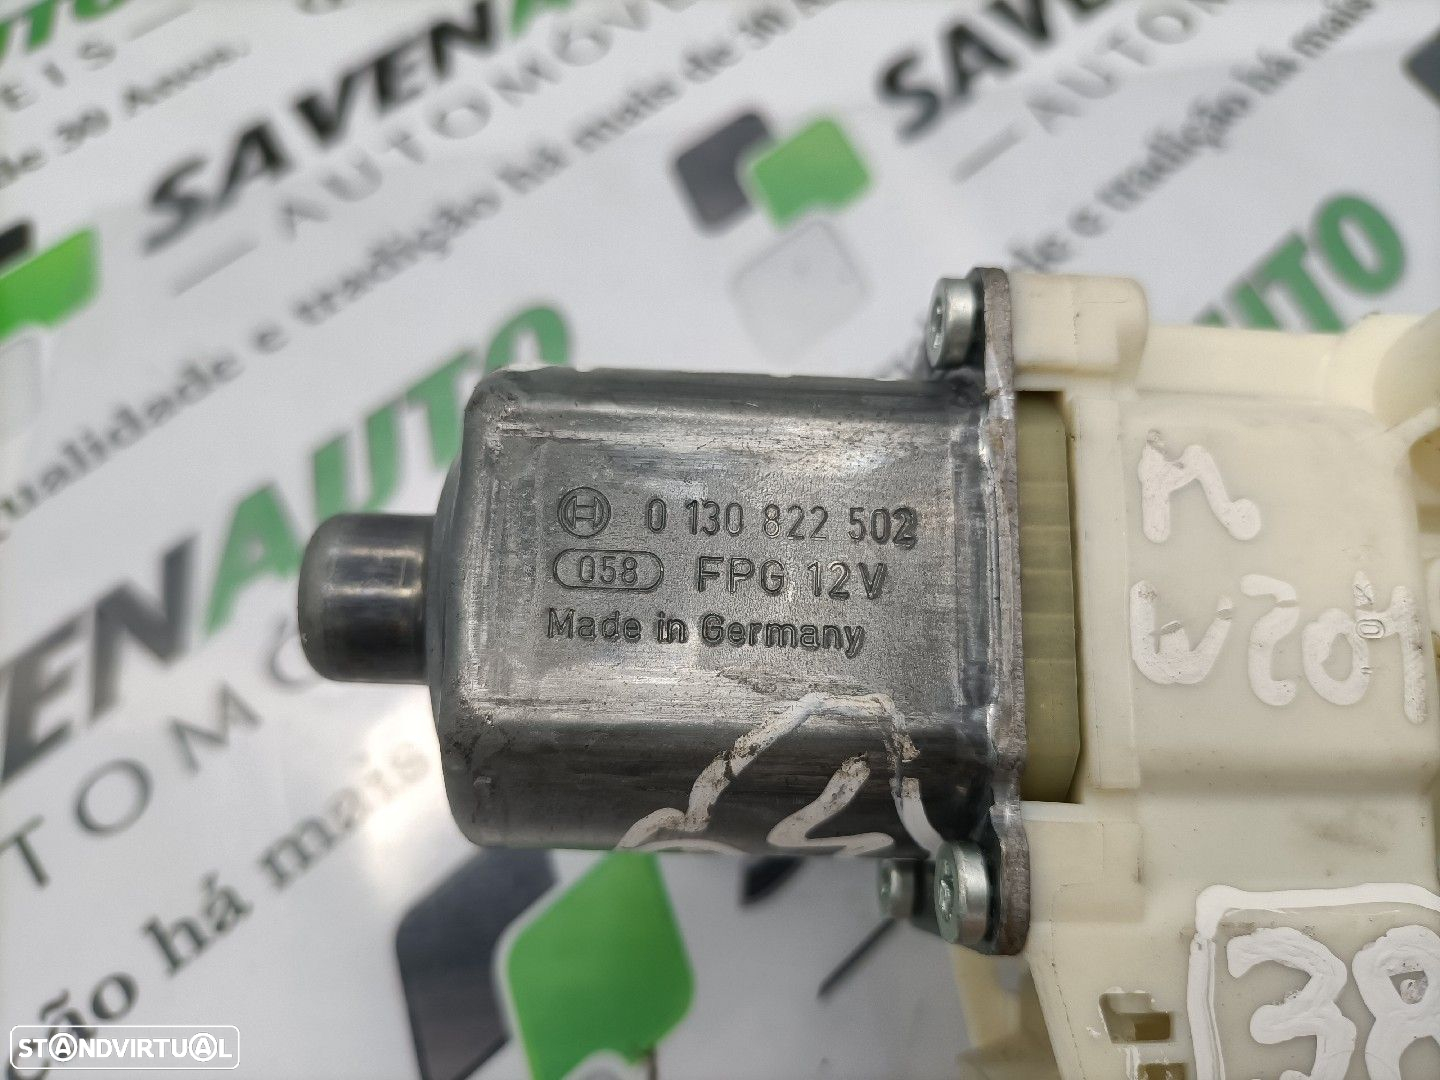 SAVENAUTO
AUTOMÓVEIS
qualidade e tradição há mais de 30 Anos.
0 130 822 502
058 FPG 12V
Made in Germany
M
W204
38
STANDVIRTUAL